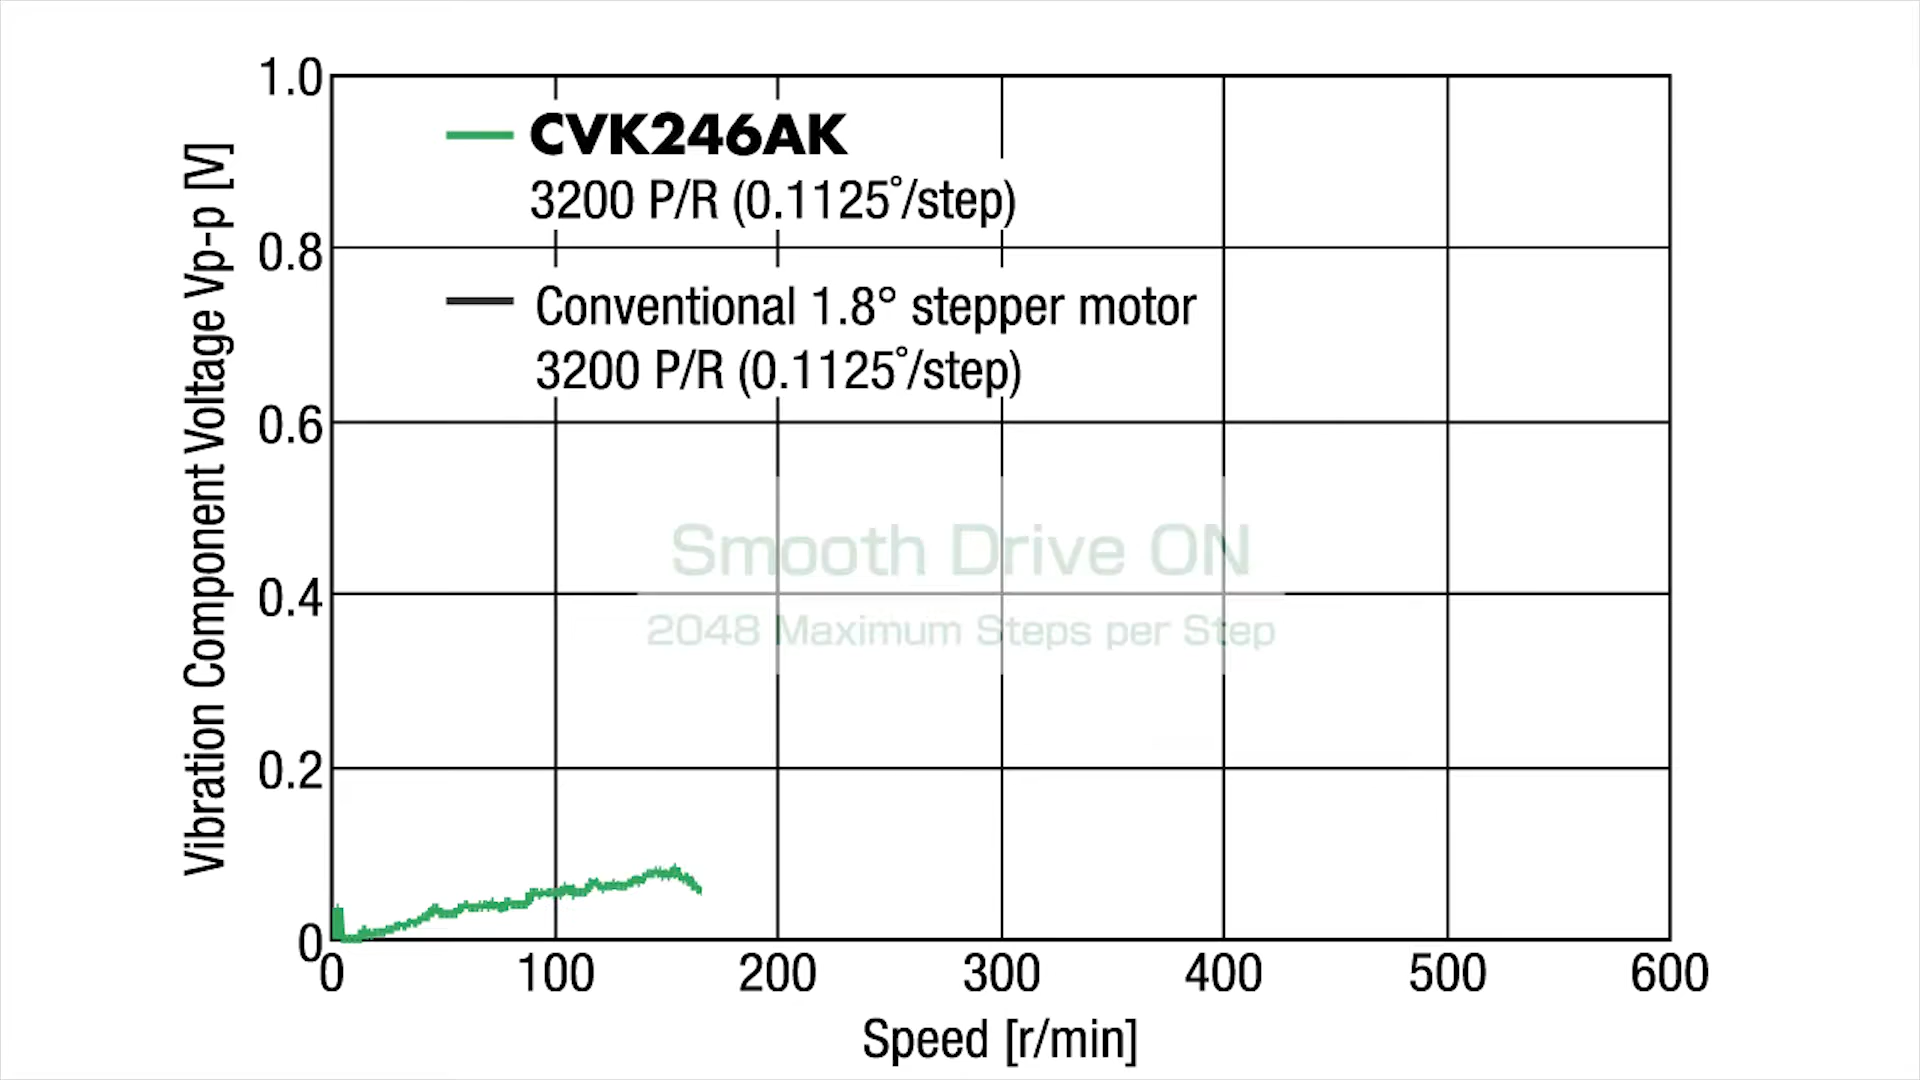 1.0
0.8
0.6
0.4
0.2
0
Vibration Component Voltage Vp-p [V]
CVK246AK
3200 P/R (0.1125˚/step)
Conventional 1.8° stepper motor
3200 P/R (0.1125˚/step)
Smooth Drive ON
2048 Maximum Steps per Step
0 100 200 300 400 500 600
Speed [r/min]